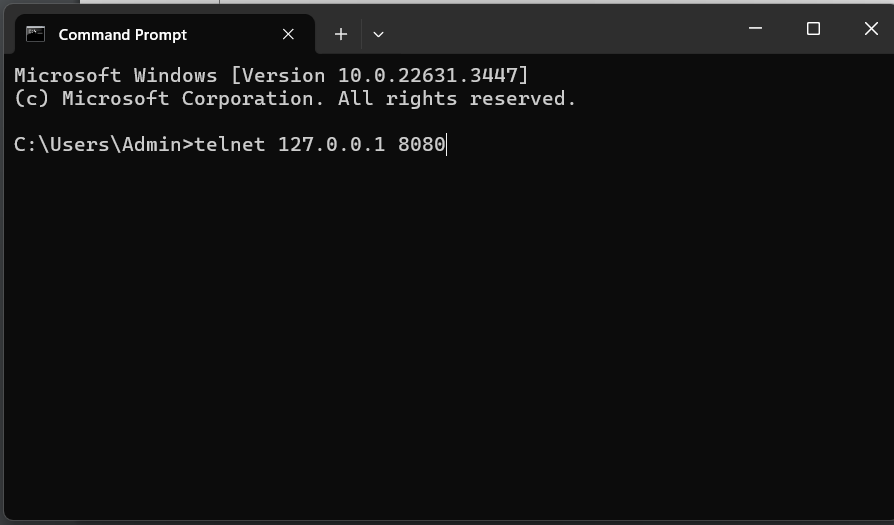 Command Prompt
Microsoft Windows [Version 10.0.22631.3447]
(c) Microsoft Corporation. All rights reserved.
C:\Users\Admin>telnet 127.0.0.1 8080